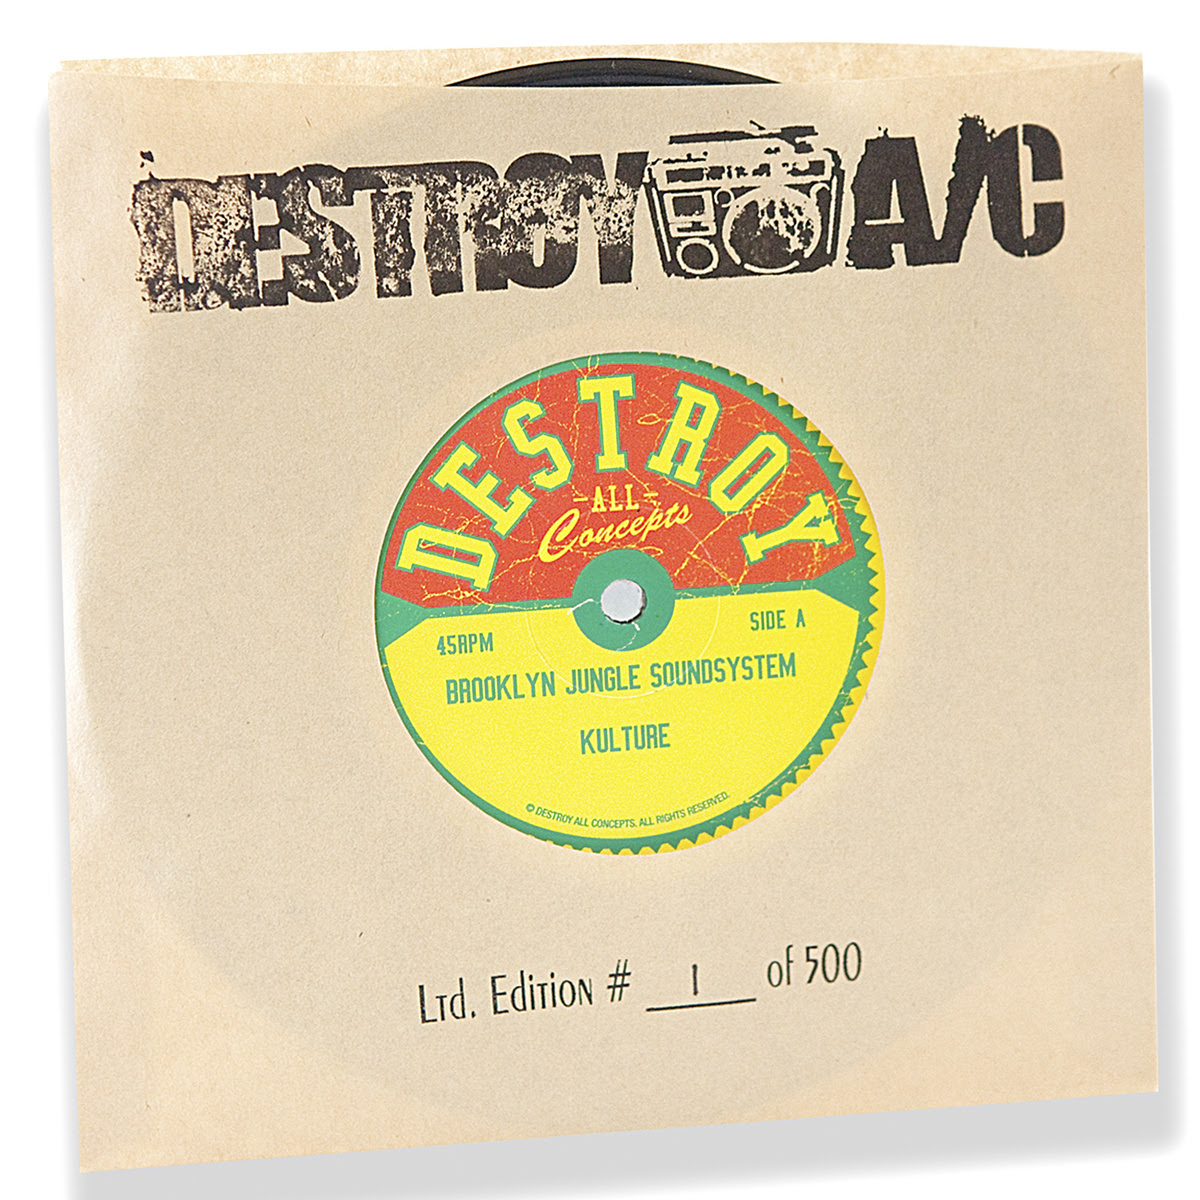 DESTROY A/C
DESTROY
-ALL-
Concepts
45RPM
SIDE A
BROOKLYN JUNGLE SOUNDSYSTEM
KULTURE
© DESTROY ALL CONCEPTS. ALL RIGHTS RESERVED.
Ltd. Edition # 1 of 500